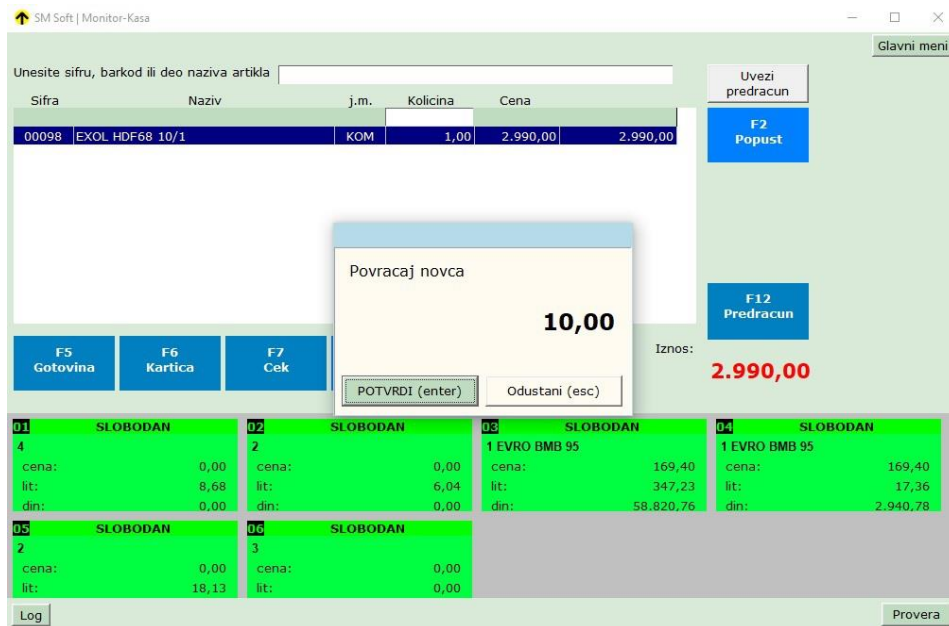 SM Soft | Monitor-Kasa
Glavni meni
Unesite sifru, barkod ili deo naziva artikla
Uvezi
predracun
Sifra Naziv j.m. Kolicina Cena
00098 EXOL HDF68 10/1 KOM 1,00 2.990,00 2.990,00
F2
Popust
Povracaj novca
10,00
POTVRDI (enter) Odustani (esc)
F12
Predracun
F5
Gotovina
F6
Kartica
F7
Cek
Iznos:
2.990,00
01 SLOBODAN
4
cena: 0,00
lit: 8,68
din: 0,00
02 SLOBODAN
2
cena: 0,00
lit: 6,04
din: 0,00
03 SLOBODAN
1 EVRO BMB 95
cena: 169,40
lit: 347,23
din: 58.820,76
04 SLOBODAN
1 EVRO BMB 95
cena: 169,40
lit: 17,36
din: 2.940,78
05 SLOBODAN
2
cena: 0,00
lit: 18,13
06 SLOBODAN
3
cena: 0,00
lit: 0,00
Log
Provera